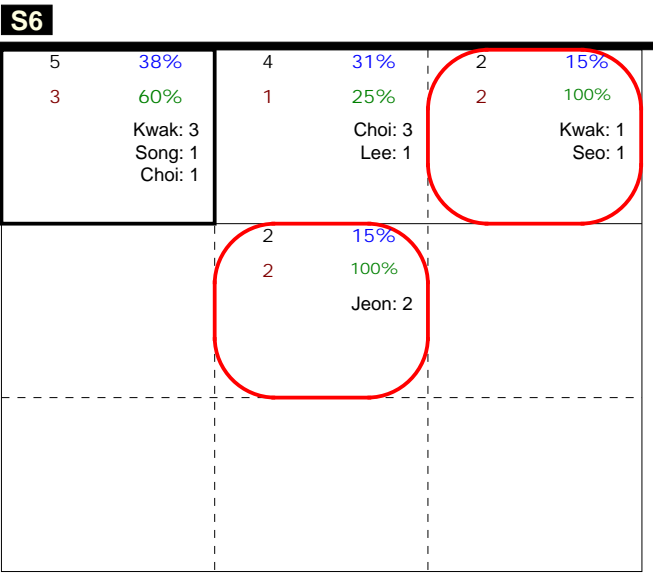 S6
5 38% 4 31% 2 15%
3 60% 1 25% 2 100%
Kwak: 3 Choi: 3 Kwak: 1
Song: 1 Lee: 1 Seo: 1
Choi: 1
2 15%
2 100%
Jeon: 2